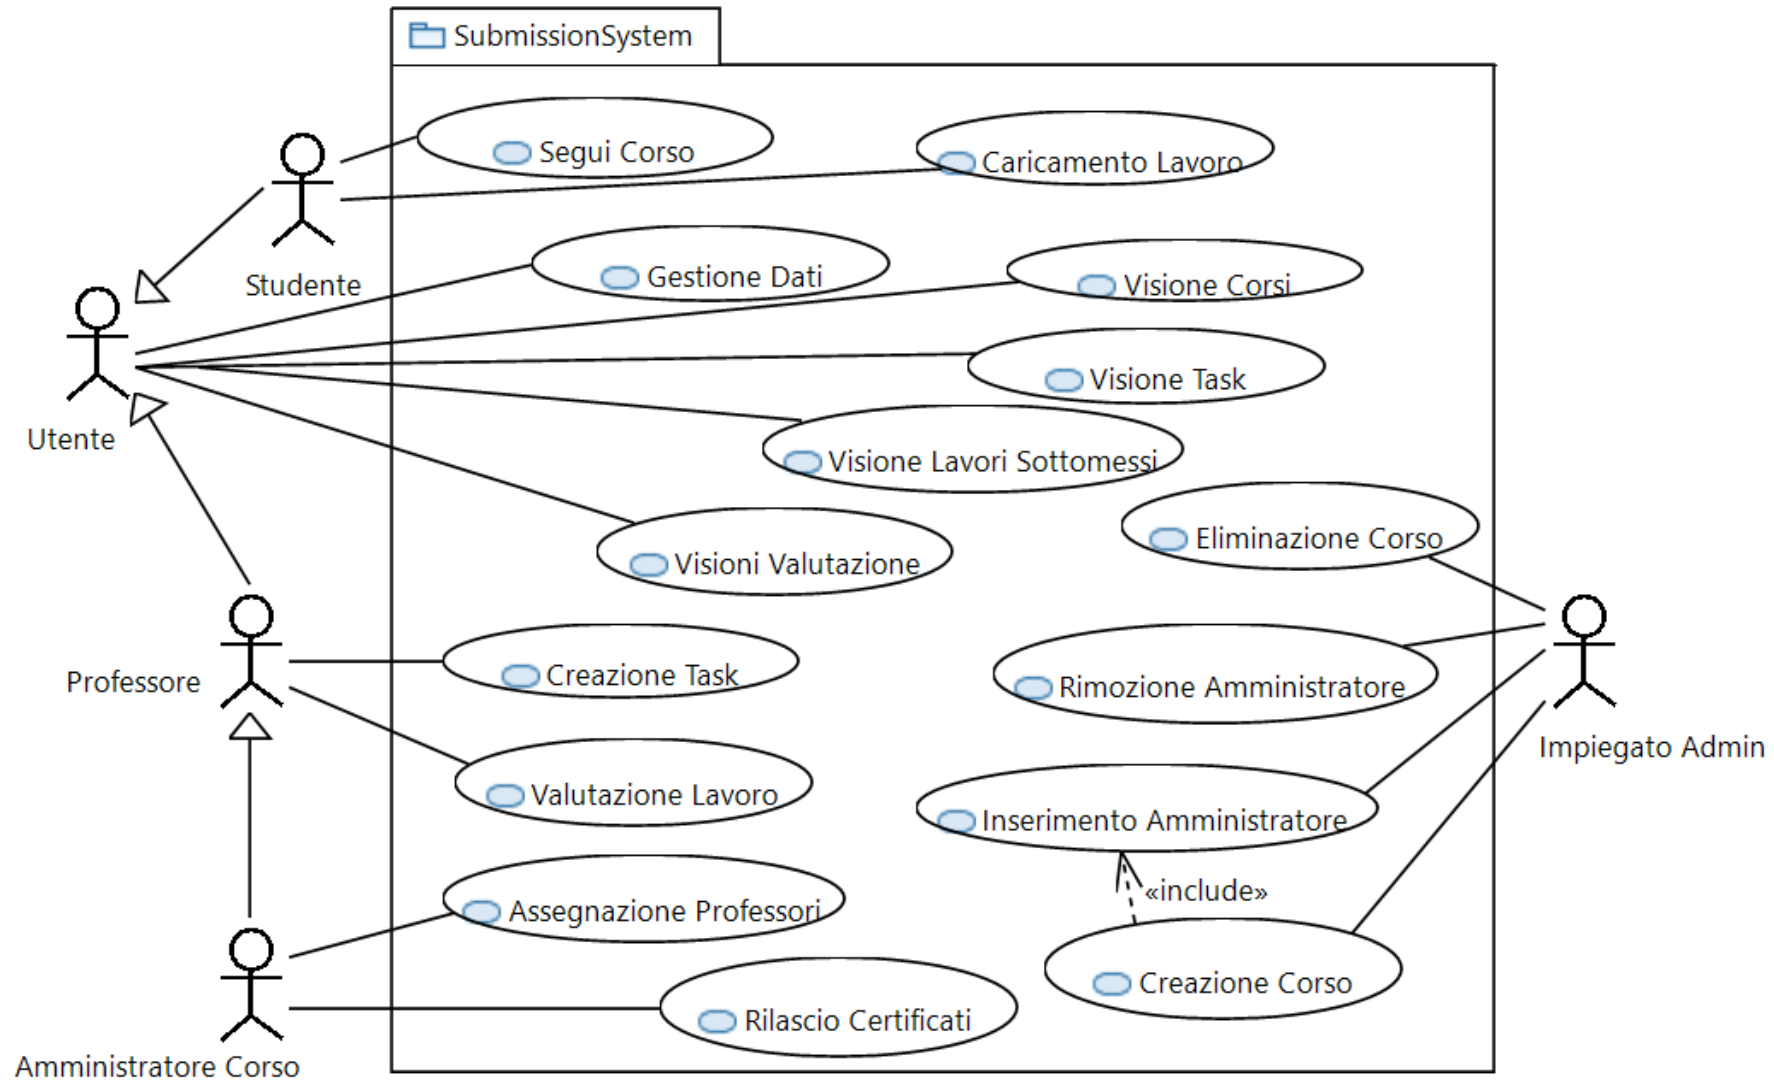 SubmissionSystem
Segui Corso
Caricamento Lavoro
Studente
Gestione Dati
Visione Corsi
Visione Task
Utente
Visione Lavori Sottomessi
Visioni Valutazione
Eliminazione Corso
Professore
Creazione Task
Rimozione Amministratore
Impiegato Admin
Valutazione Lavoro
Inserimento Amministratore
«include»
Assegnazione Professori
Creazione Corso
Rilascio Certificati
Amministratore Corso